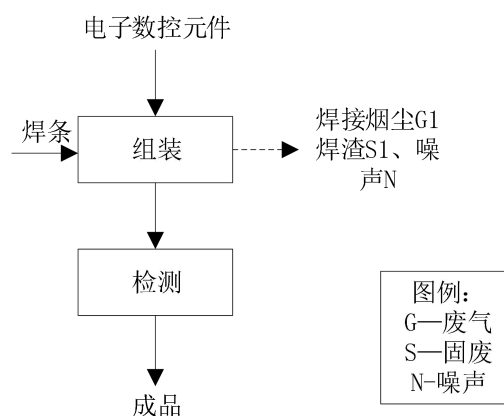 电子数控元件
焊条
组装
焊接烟尘G1
焊渣S1、噪
声N
检测
成品
图例：
G—废气
S—固废
N-噪声